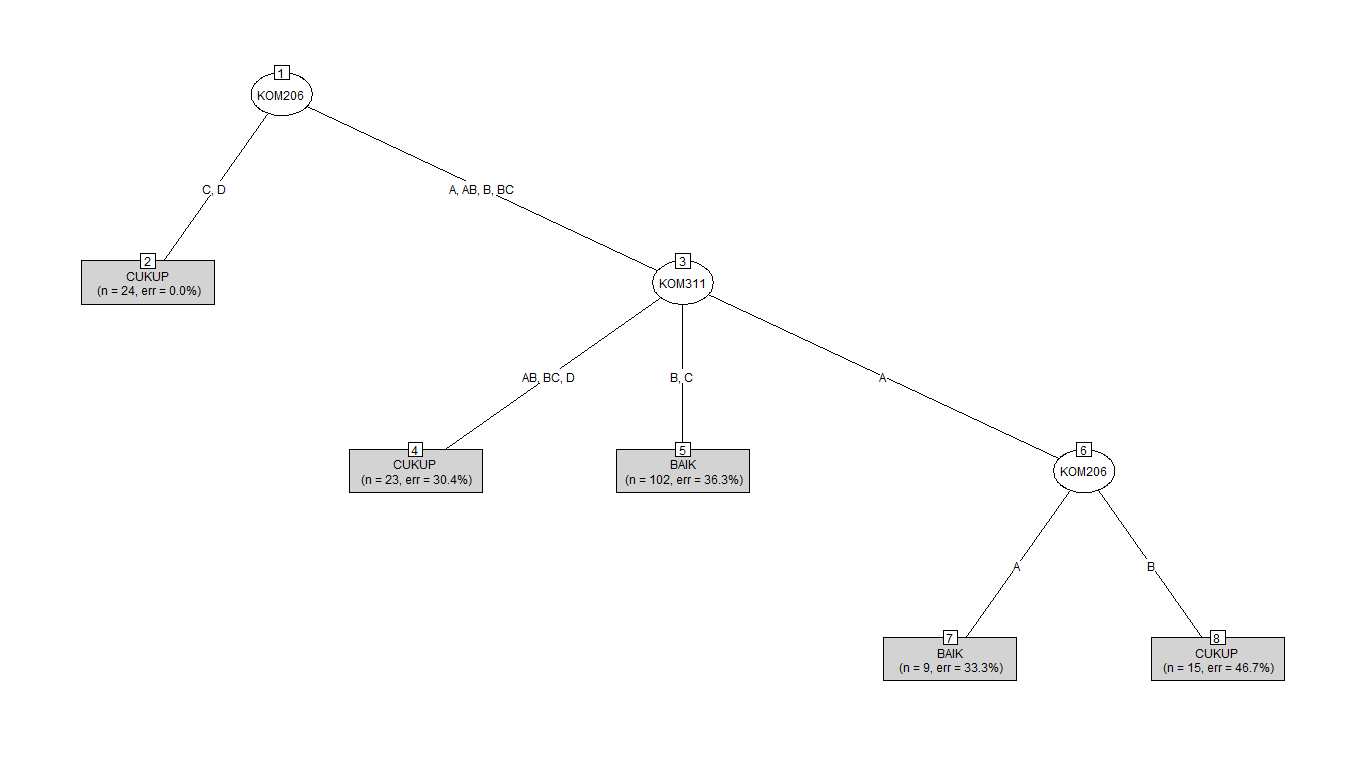 1
KOM206
C, D
A, AB, B, BC
2
CUKUP
(n = 24, err = 0.0%)
3
KOM311
AB, BC, D
B, C
A
4
CUKUP
(n = 23, err = 30.4%)
5
BAIK
(n = 102, err = 36.3%)
6
KOM206
A
B
7
BAIK
(n = 9, err = 33.3%)
8
CUKUP
(n = 15, err = 46.7%)